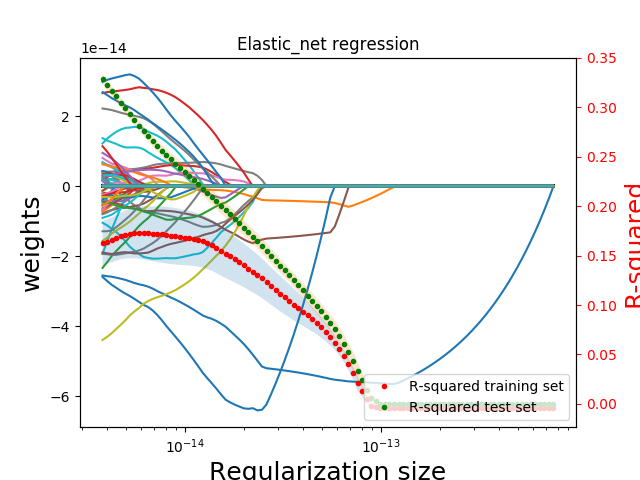 Elastic_net regression
1e−14
2
0
−2
−4
−6
weights
10⁻¹⁴
10⁻¹³
Regularization size
0.35
0.30
0.25
0.20
0.15
0.10
0.05
0.00
R-squared
R-squared training set
R-squared test set